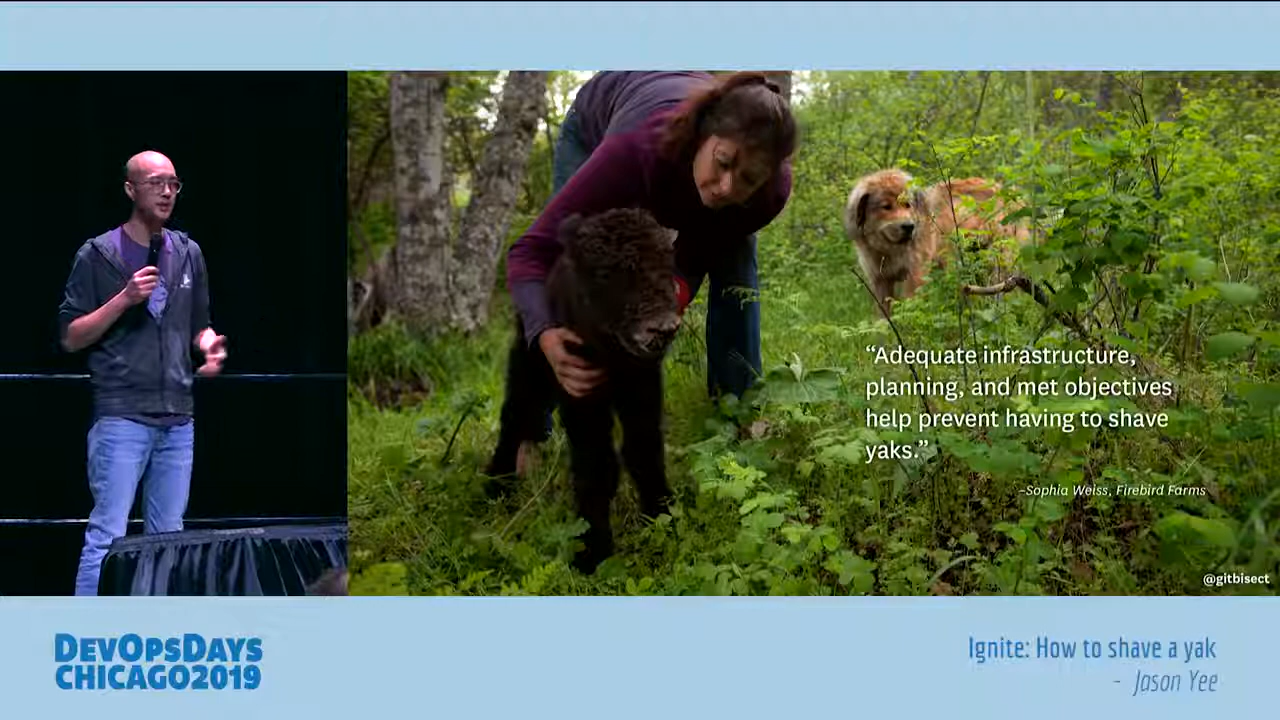 “Adequate infrastructure,
planning, and met objectives
help prevent having to shave
yaks.”
–Sophia Weiss, Firebird Farms
@gitbisect
DEVOPSDAYS
CHICAGO2019
Ignite: How to shave a yak
- Jason Yee